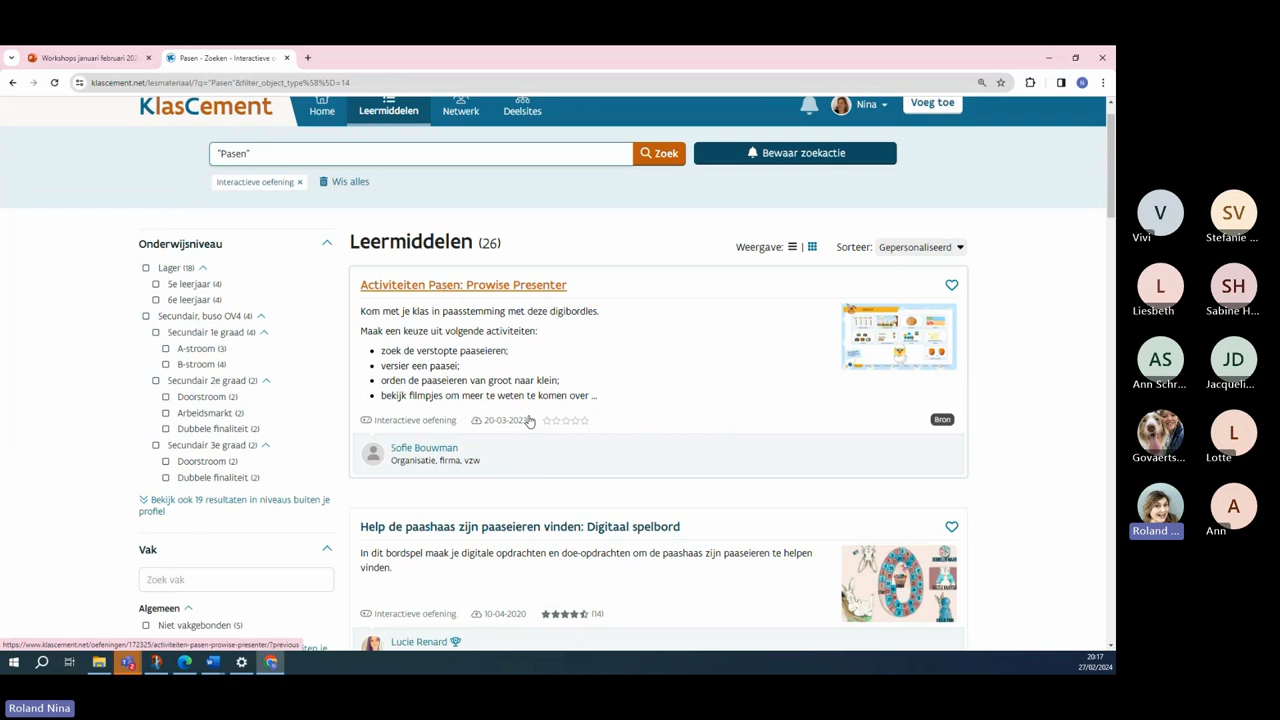 Workshops januari februari 202
Pasen - Zoeken - Interactieve o
klascement.net/lesmateriaal/?q="Pasen"&filter_object_type%5B%5D=14
N
KlasCement
Home
Leermiddelen
Netwerk
Deelsites
Nina
Voeg toe
"Pasen"
Zoek
Bewaar zoekactie
Interactieve oefening ×
Wis alles
Onderwijsniveau
Lager (18)
5e leerjaar (4)
6e leerjaar (4)
Secundair, buso OV4 (4)
Secundair 1e graad (4)
A-stroom (3)
B-stroom (4)
Secundair 2e graad (2)
Doorstroom (2)
Arbeidsmarkt (2)
Dubbele finaliteit (2)
Secundair 3e graad (2)
Doorstroom (2)
Dubbele finaliteit (2)
Bekijk ook 19 resultaten in niveaus buiten je
profiel
Vak
Zoek vak
Algemeen
Niet vakgebonden (5)
Leermiddelen (26)
Weergave:
Sorteer: Gepersonaliseerd
Activiteiten Pasen: Prowise Presenter
Kom met je klas in paasstemming met deze digibordles.
Maak een keuze uit volgende activiteiten:
• zoek de verstopte paaseieren;
• versier een paasei;
• orden de paaseieren van groot naar klein;
• bekijk filmpjes om meer te weten te komen over ...
Interactieve oefening
20-03-2023
Bron
Sofie Bouwman
Organisatie, firma, vzw
Help de paashaas zijn paaseieren vinden: Digitaal spelbord
In dit bordspel maak je digitale opdrachten en doe-opdrachten om de paashaas zijn paaseieren te helpen
vinden.
Interactieve oefening
10-04-2020
(14)
Lucie Renard
https://www.klascement.net/oefeningen/172325/activiteiten-pasen-prowise-presenter/?previous
20:17
27/02/2024
V
Vivi
SV
Stefanie ...
L
Liesbeth
SH
Sabine H...
AS
Ann Schr...
JD
Jacqueli...
Govaerts...
L
Lotte
Roland ...
A
Ann
Roland Nina